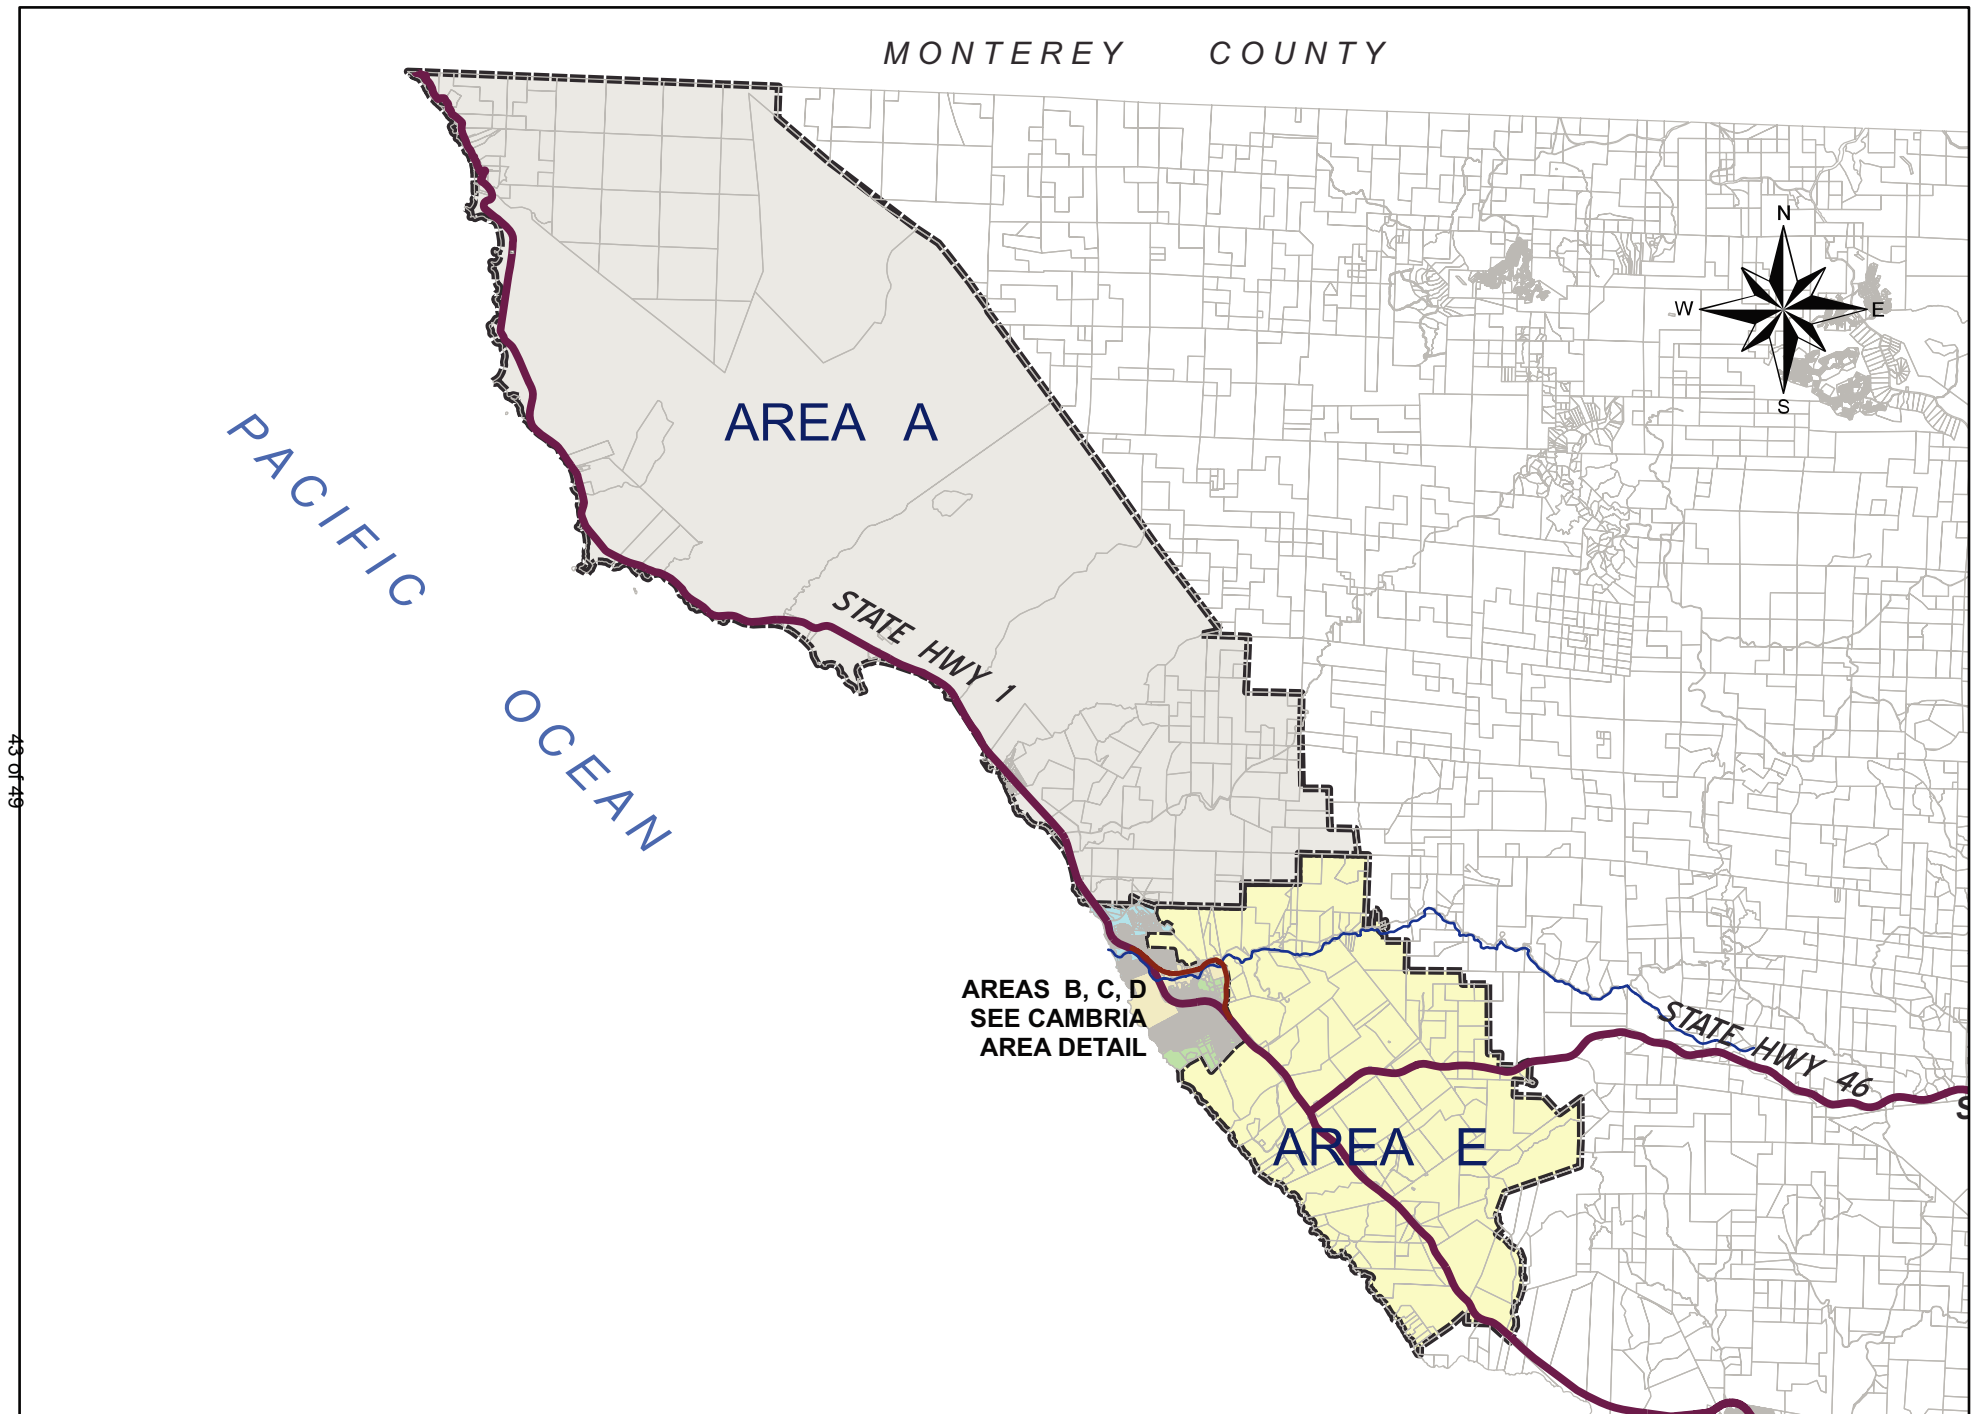 MONTEREY COUNTY
N
W
E
S
AREA A
PACIFIC
OCEAN
STATE HWY 1
43 of 49
AREAS B, C, D
SEE CAMBRIA
AREA DETAIL
STATE HWY 46
S
AREA E